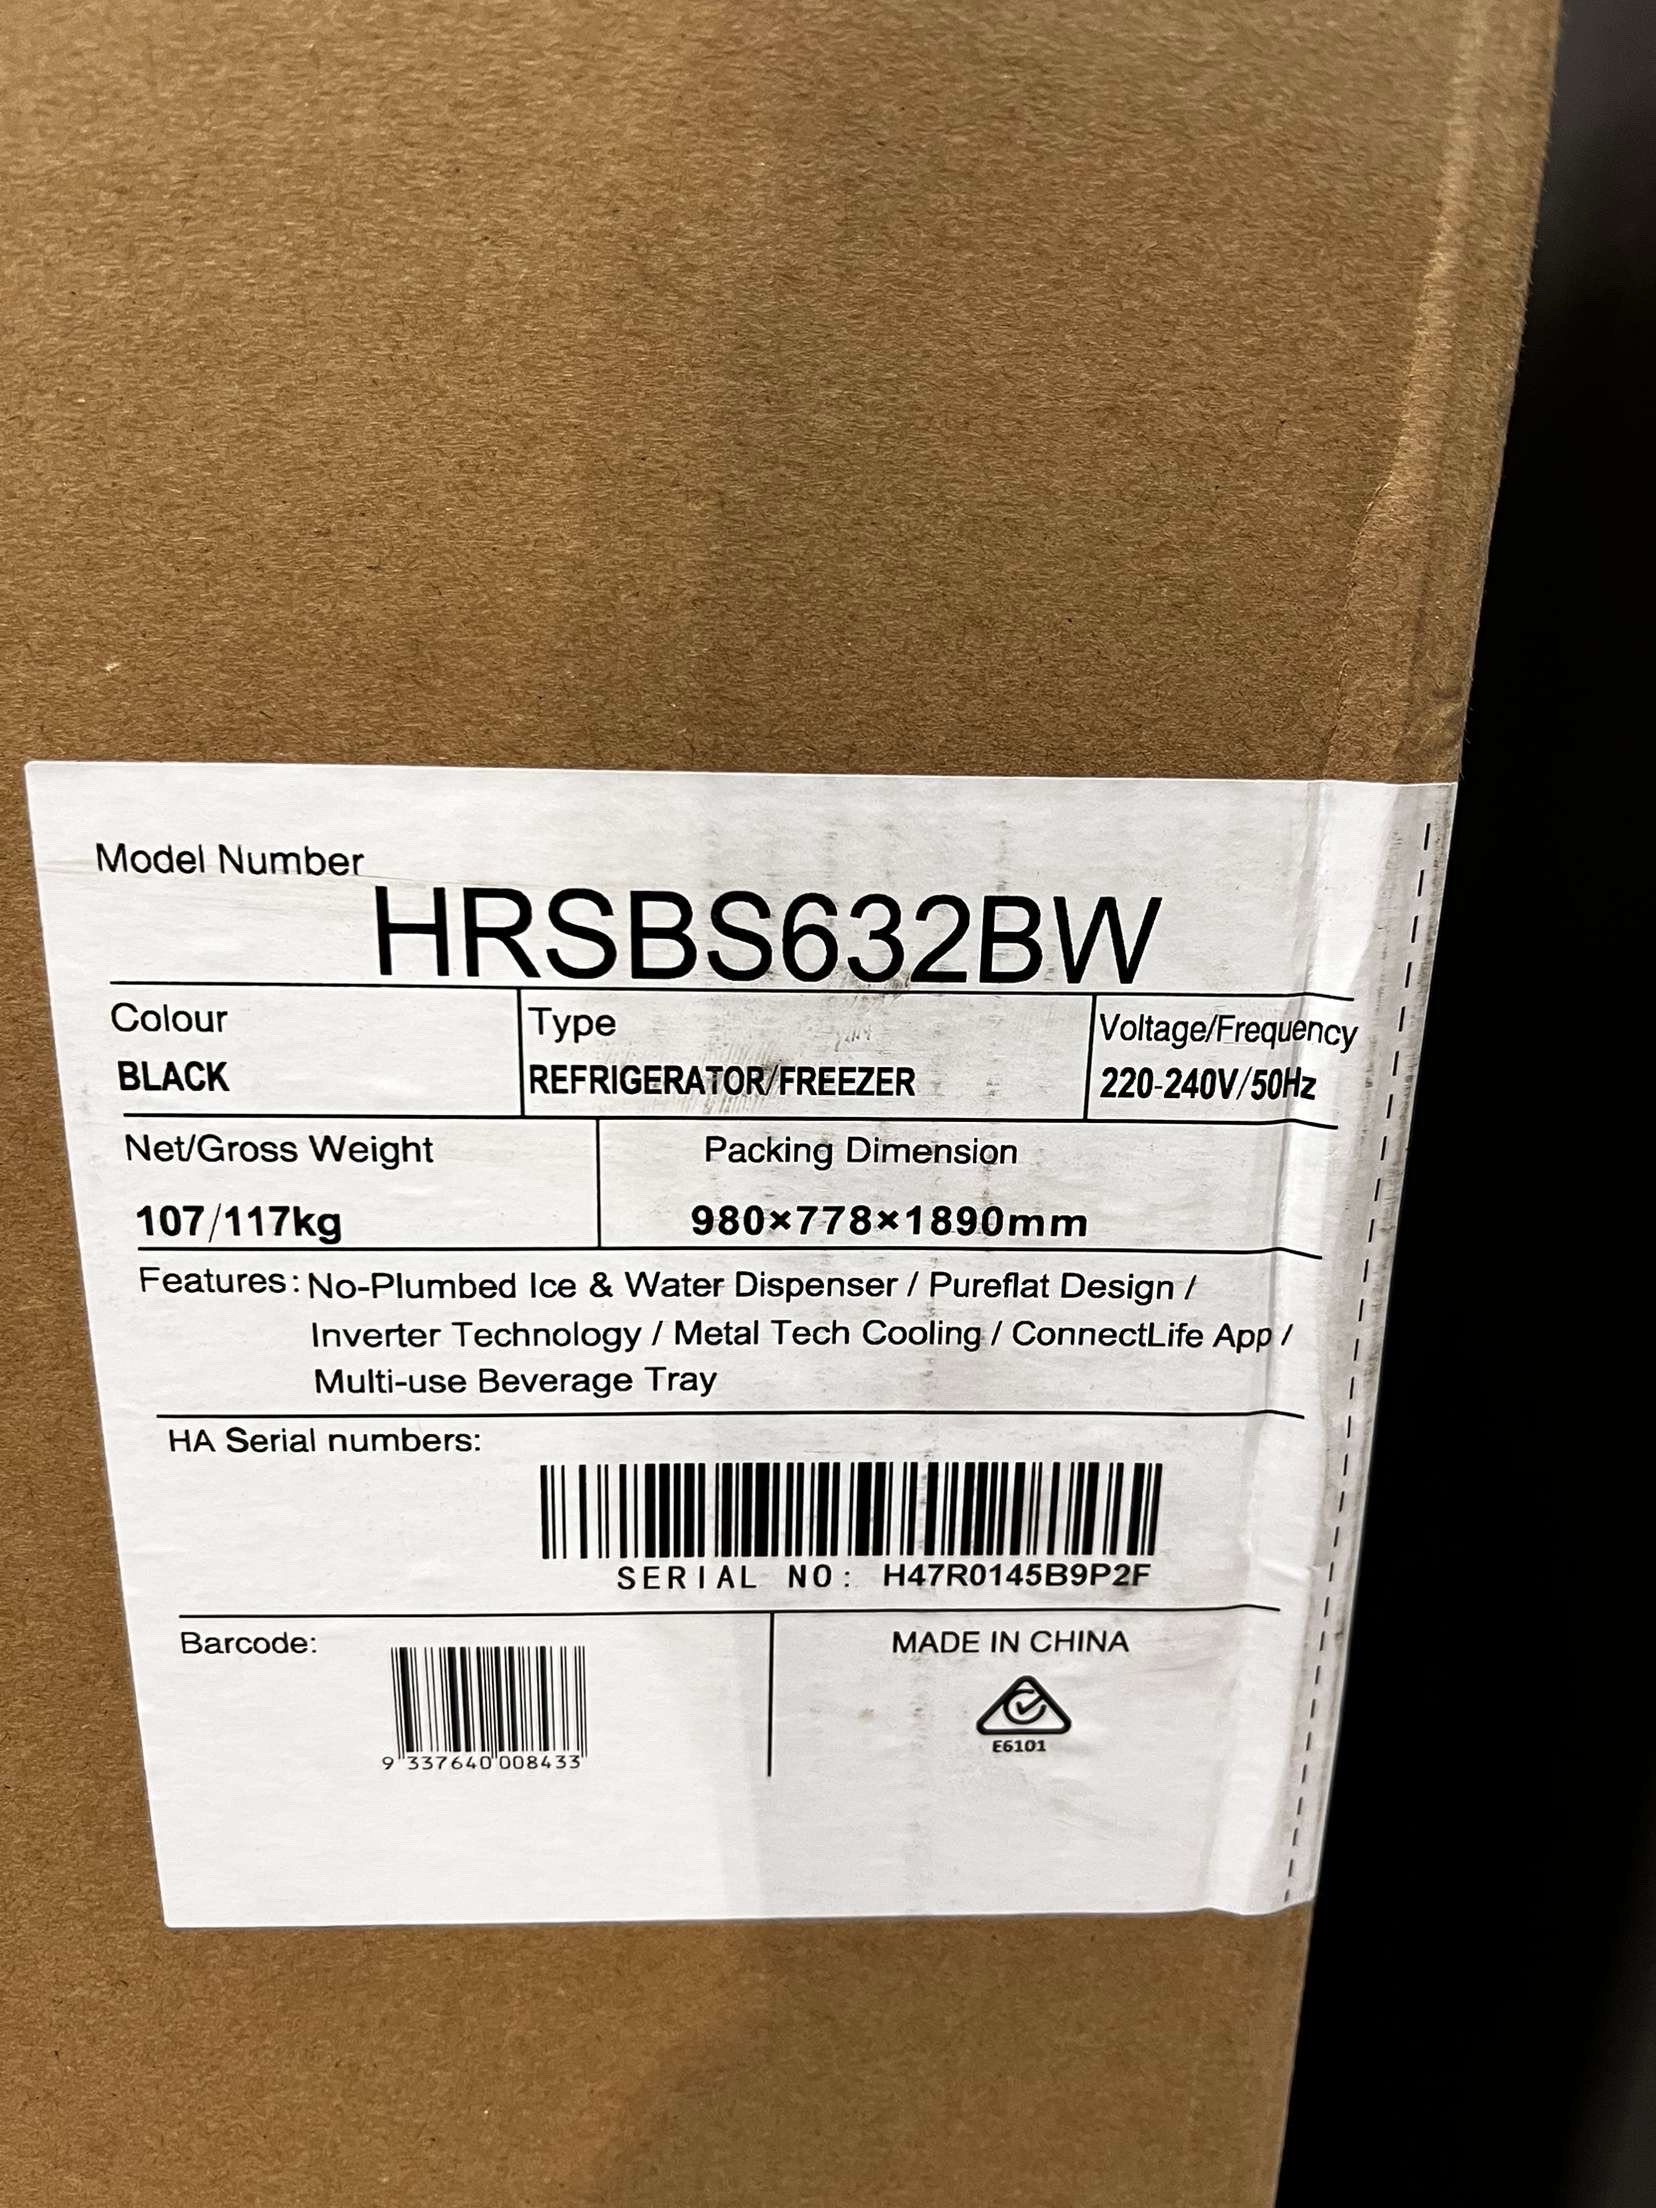 Model Number
HRSBS632BW
Colour
BLACK
Type
REFRIGERATOR/FREEZER
Voltage/Frequency
220-240V/50Hz
Net/Gross Weight
107/117kg
Packing Dimension
980×778×1890mm
Features: No-Plumbed Ice & Water Dispenser / Pureflat Design /
Inverter Technology / Metal Tech Cooling / ConnectLife App /
Multi-use Beverage Tray
HA Serial numbers:
SERIAL NO: H47R0145B9P2F
Barcode:
9 337640 008433
MADE IN CHINA
E6101